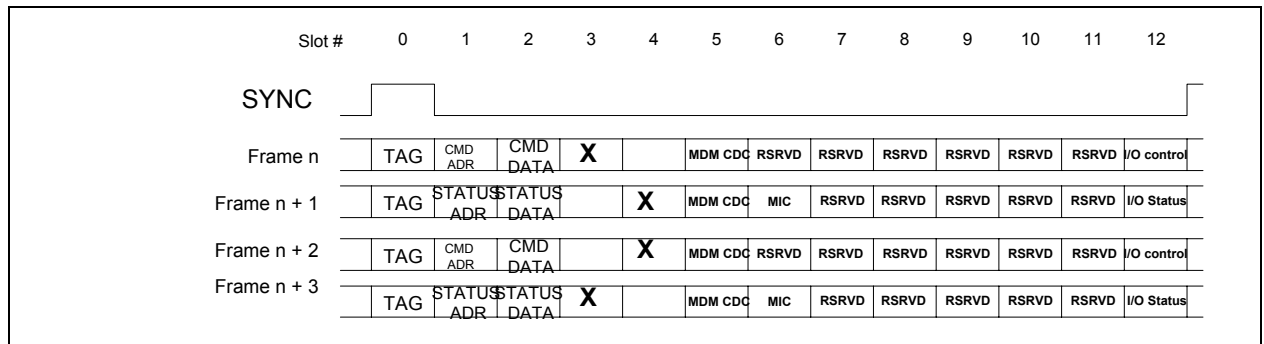 Slot # 0 1 2 3 4 5 6 7 8 9 10 11 12
SYNC
Frame n TAG CMD ADR CMD DATA X MDM CDC RSRVD RSRVD RSRVD RSRVD RSRVD RSRVD I/O control
Frame n + 1 TAG STATUS ADR STATUS DATA X MDM CDC MIC RSRVD RSRVD RSRVD RSRVD RSRVD I/O Status
Frame n + 2 TAG CMD ADR CMD DATA X MDM CDC RSRVD RSRVD RSRVD RSRVD RSRVD RSRVD I/O control
Frame n + 3 TAG STATUS ADR STATUS DATA X MDM CDC MIC RSRVD RSRVD RSRVD RSRVD RSRVD I/O Status